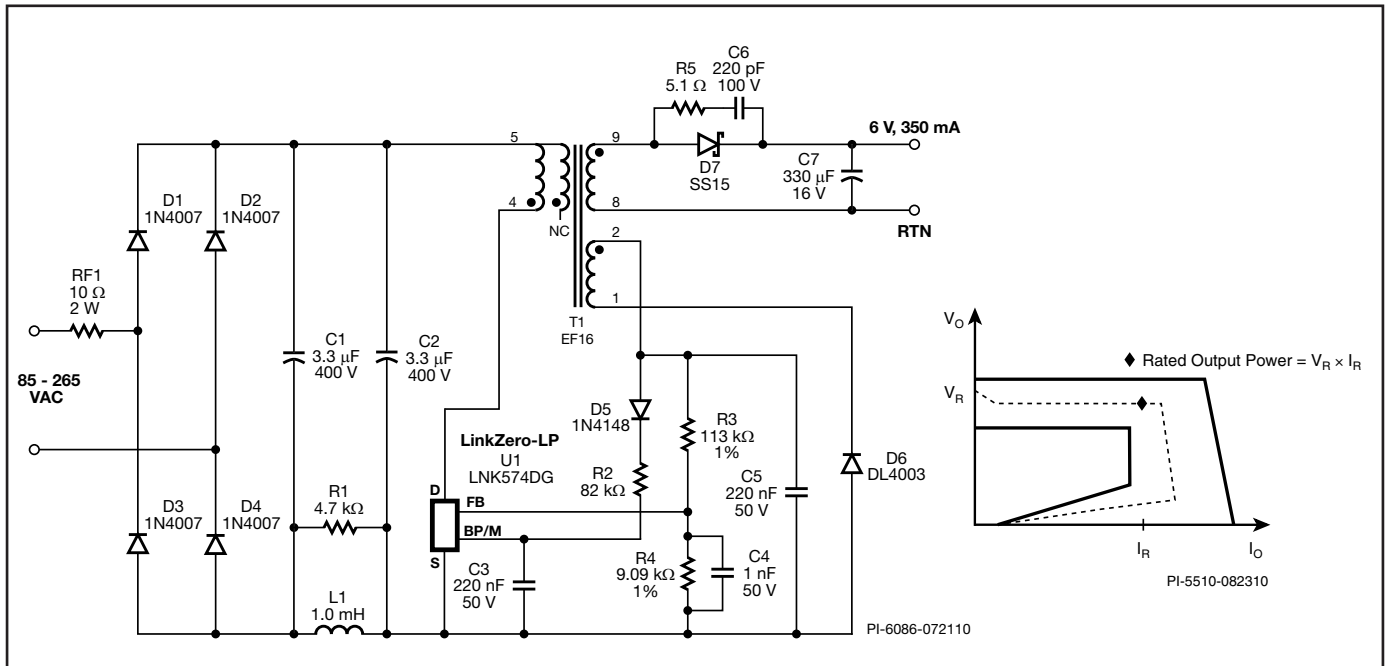 RF1
10 Ω
2 W
85 - 265
VAC
D1
1N4007
D2
1N4007
D3
1N4007
D4
1N4007
C1
3.3 µF
400 V
C2
3.3 µF
400 V
R1
4.7 kΩ
L1
1.0 mH
5
4
NC
T1
EF16
9
8
2
1
R5
5.1 Ω
C6
220 pF
100 V
D7
SS15
6 V, 350 mA
C7
330 µF
16 V
RTN
LinkZero-LP
U1
LNK574DG
D
FB
BP/M
S
C3
220 nF
50 V
D5
1N4148
R2
82 kΩ
R3
113 kΩ
1%
R4
9.09 kΩ
1%
C4
1 nF
50 V
C5
220 nF
50 V
D6
DL4003
PI-6086-072110
VO
VR
Rated Output Power = VR × IR
IR
IO
PI-5510-082310